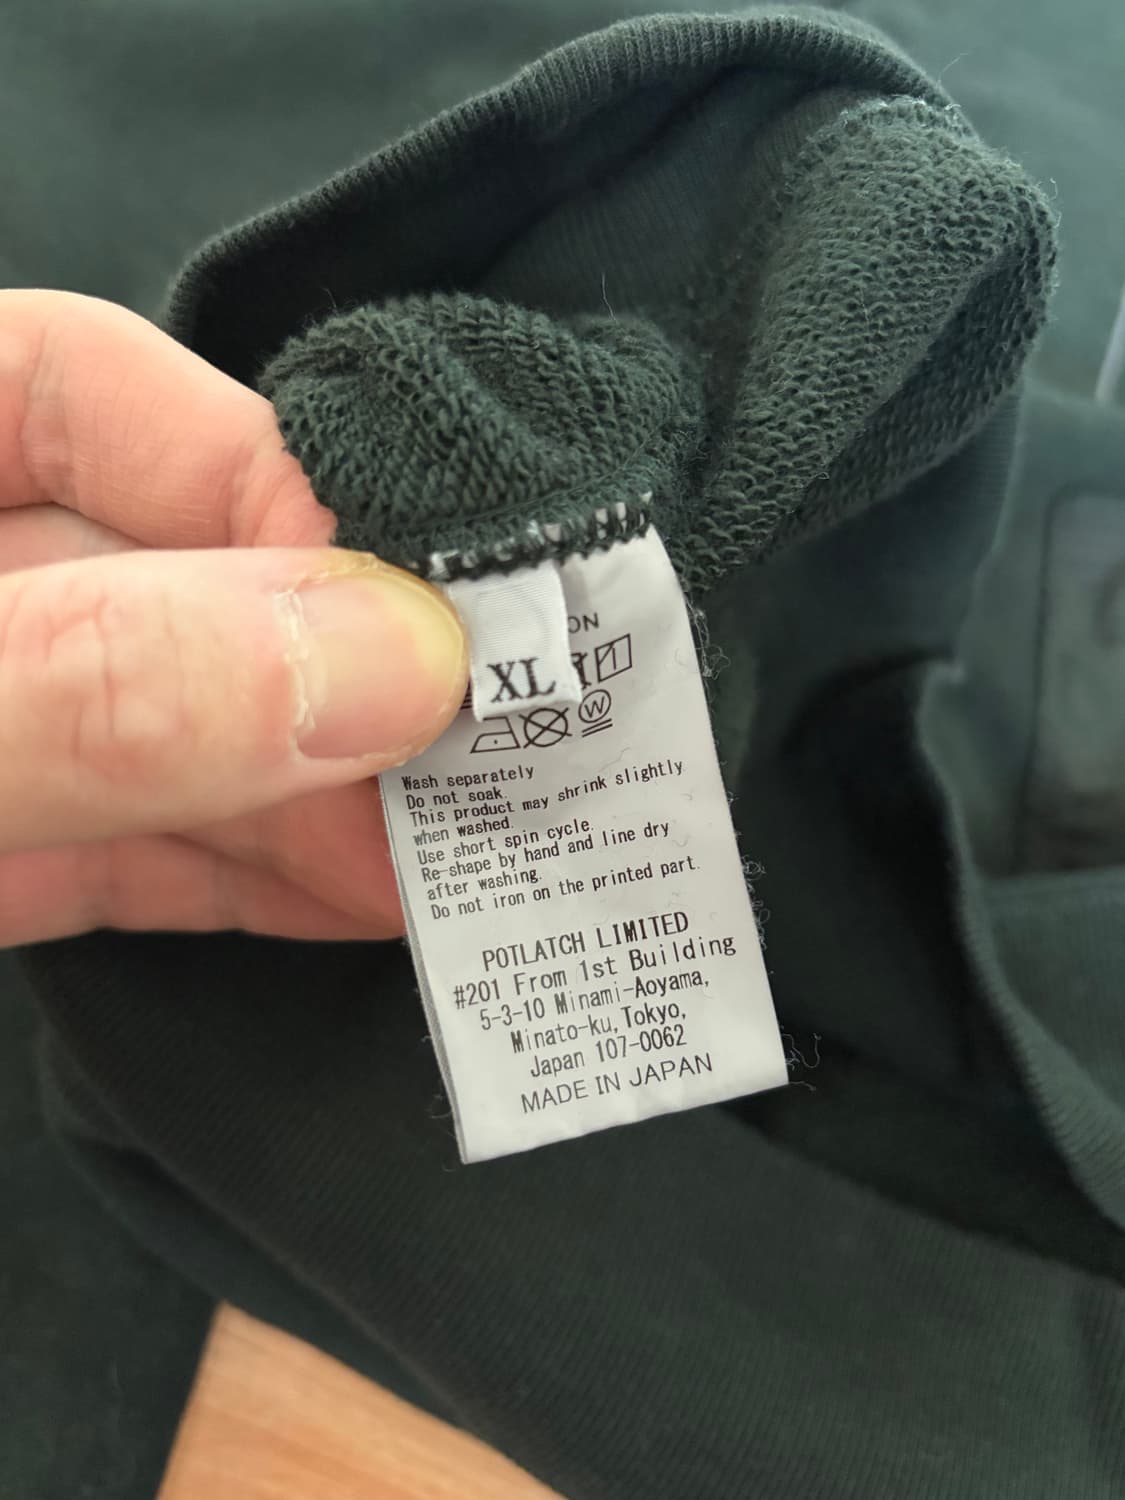 ON
XL
W
Wash separately
Do not soak.
This product may shrink slightly
when washed.
Use short spin cycle.
Re-shape by hand and line dry
after washing.
Do not iron on the printed part.
POTLATCH LIMITED
#201 From 1st Building
5-3-10 Minami-Aoyama,
Minato-ku,Tokyo,
Japan 107-0062
MADE IN JAPAN